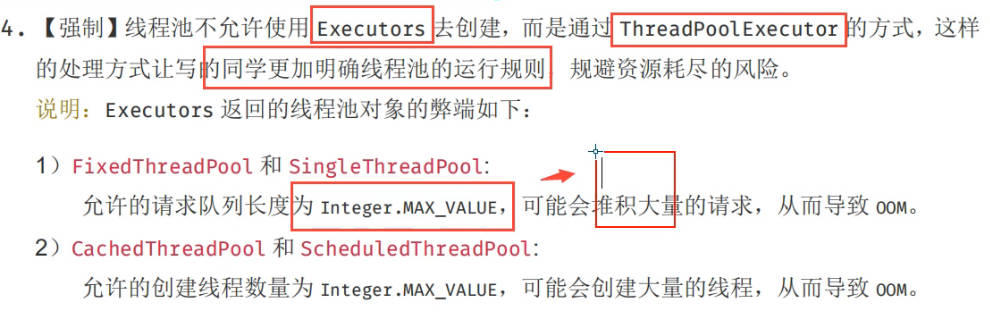 4.【强制】线程池不允许使用 Executors 去创建，而是通过 ThreadPoolExecutor 的方式，这样
的处理方式让写的同学更加明确线程池的运行规则，规避资源耗尽的风险。
说明：Executors 返回的线程池对象的弊端如下：
1）FixedThreadPool 和 SingleThreadPool:
允许的请求队列长度为 Integer.MAX_VALUE，可能会堆积大量的请求，从而导致 OOM。
2）CachedThreadPool 和 ScheduledThreadPool:
允许的创建线程数量为 Integer.MAX_VALUE，可能会创建大量的线程，从而导致 OOM。